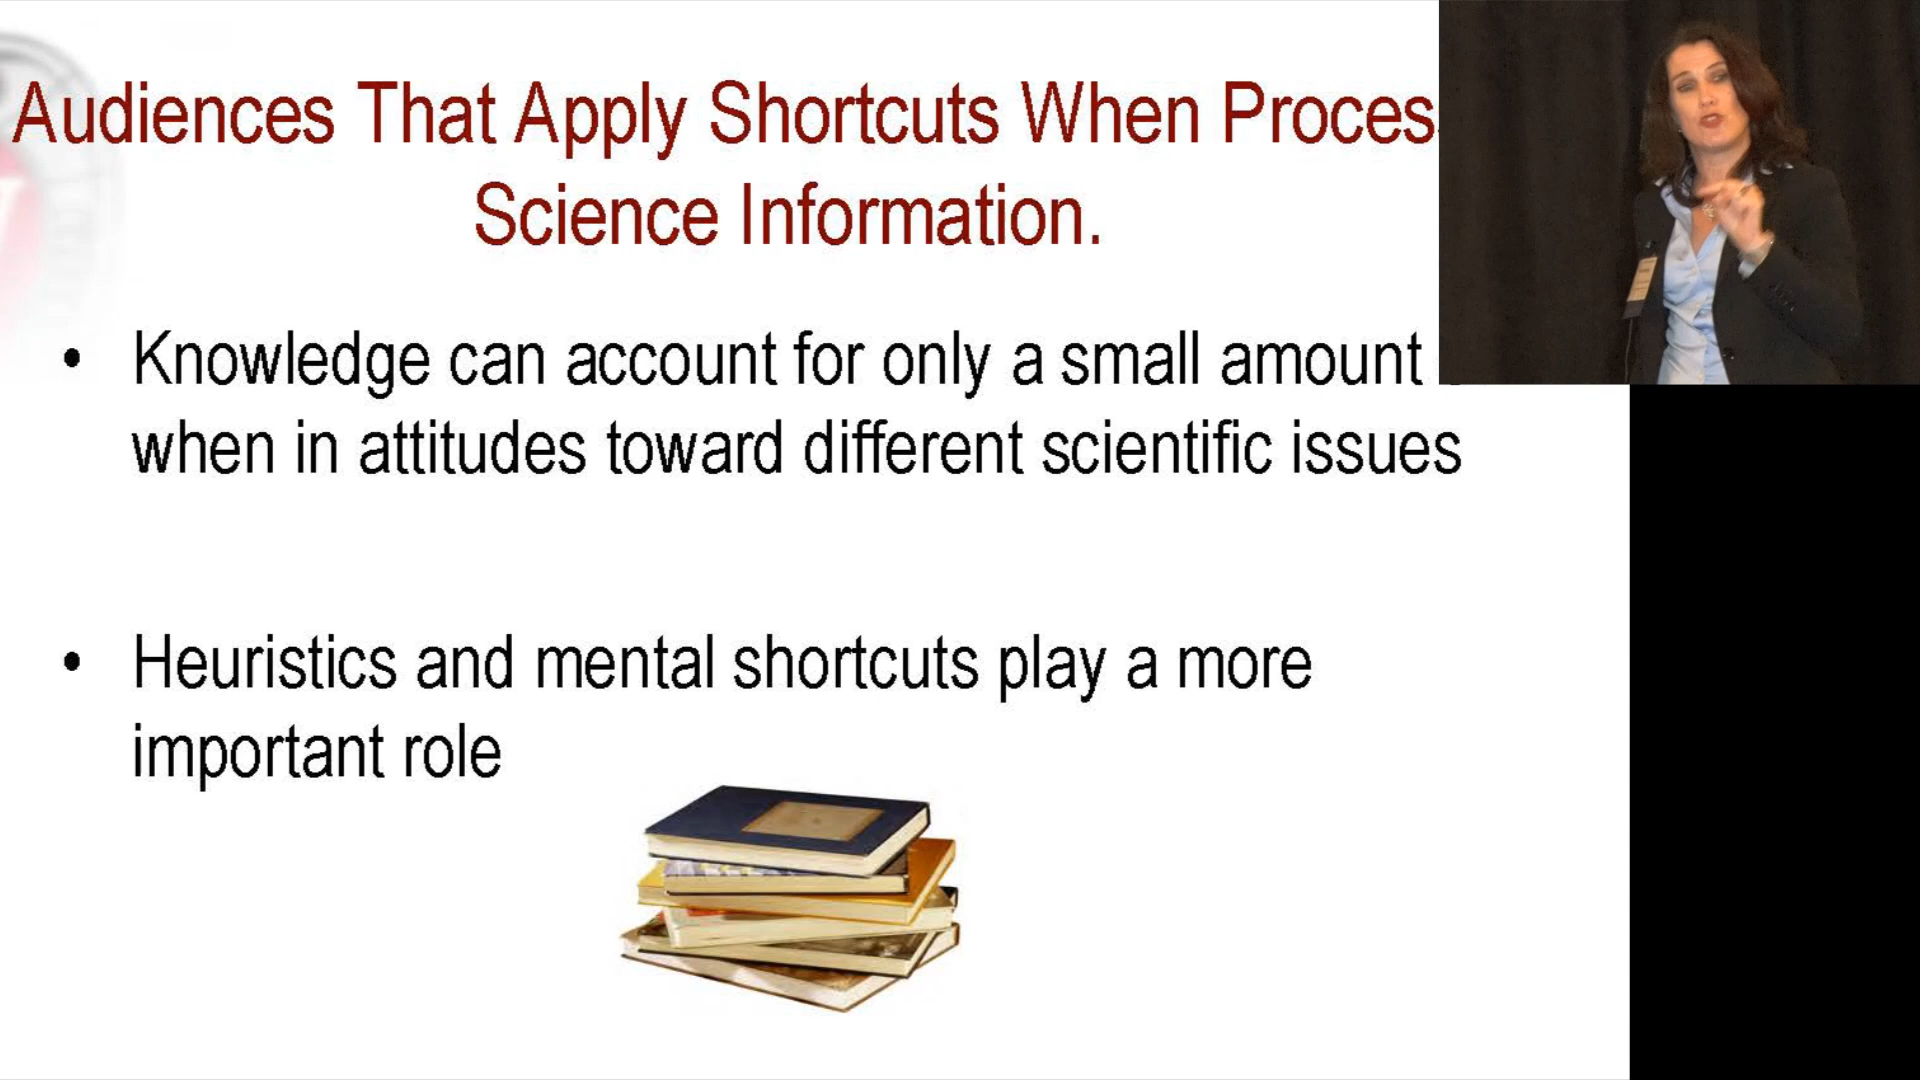 Audiences That Apply Shortcuts When Proces
Science Information.
• Knowledge can account for only a small amount
when in attitudes toward different scientific issues
• Heuristics and mental shortcuts play a more
important role